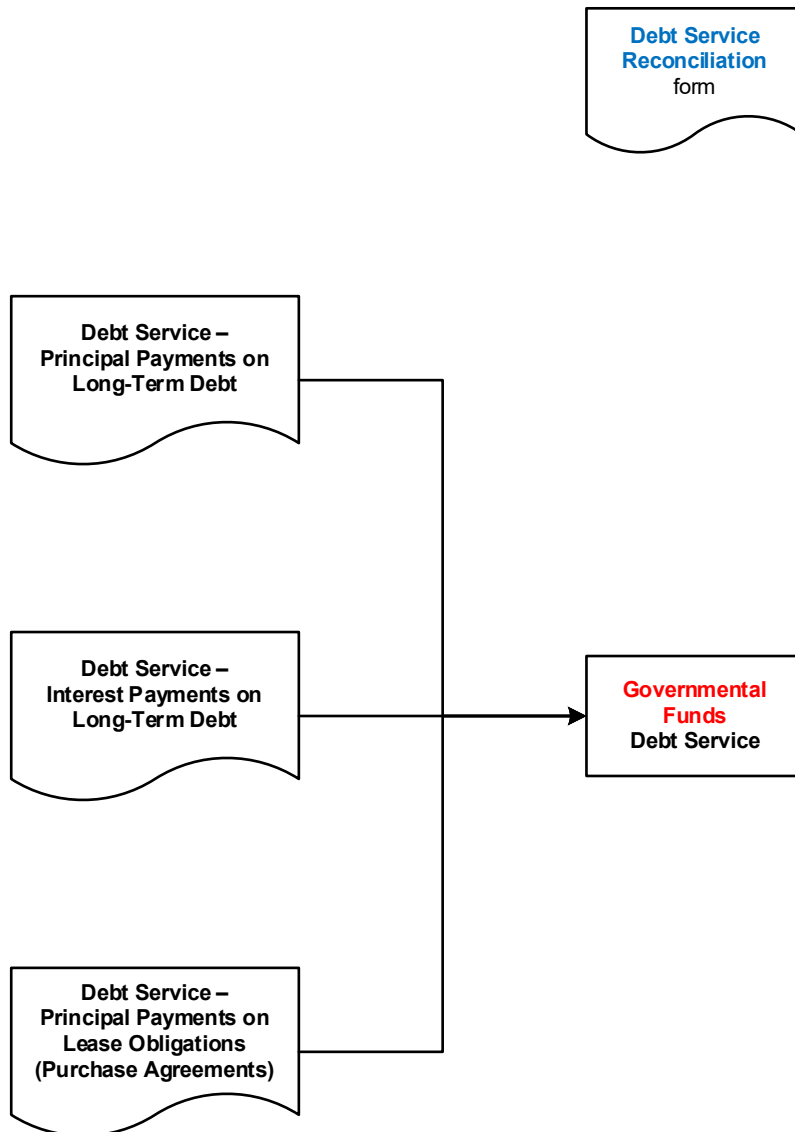 Debt Service
Reconciliation
form
Debt Service –
Principal Payments on
Long-Term Debt
Debt Service –
Interest Payments on
Long-Term Debt
Governmental
Funds
Debt Service
Debt Service –
Principal Payments on
Lease Obligations
(Purchase Agreements)